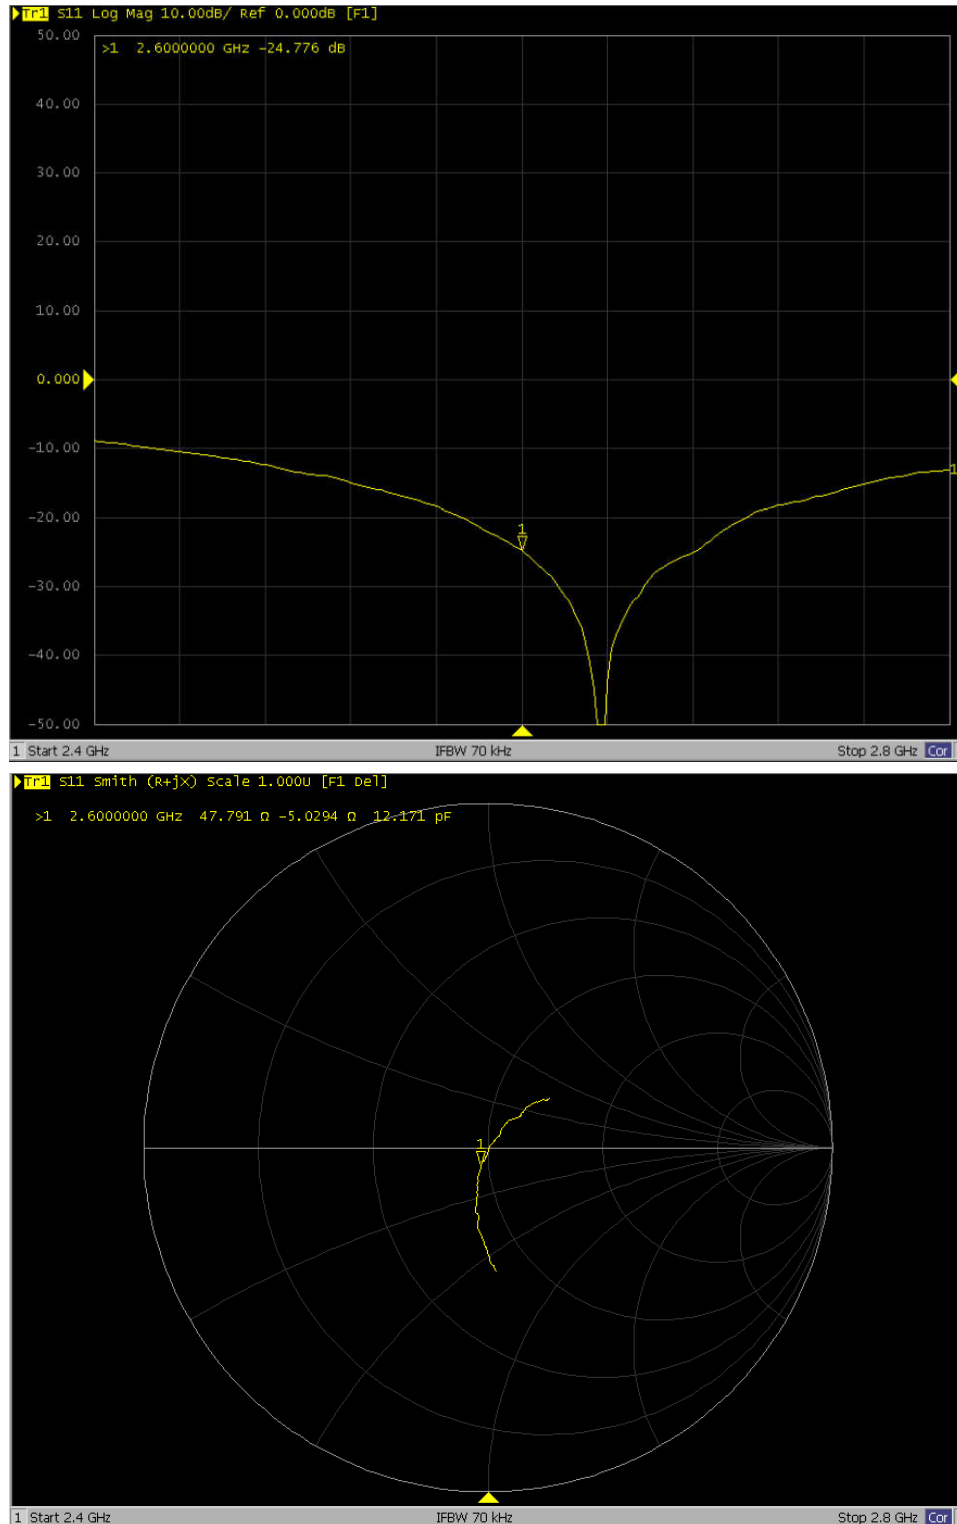 Tr1 S11 Log Mag 10.00dB/ Ref 0.000dB [F1]
50.00
>1 2.6000000 GHz -24.776 dB
40.00
30.00
20.00
10.00
0.000
-10.00
1
-20.00
1
-30.00
-40.00
-50.00
1 Start 2.4 GHz IFBW 70 kHz Stop 2.8 GHz Cor
Tr1 S11 Smith (R+jX) Scale 1.000U [F1 Del]
>1 2.6000000 GHz 47.791 Ω -5.0294 Ω 12.171 pF
1
1 Start 2.4 GHz IFBW 70 kHz Stop 2.8 GHz Cor